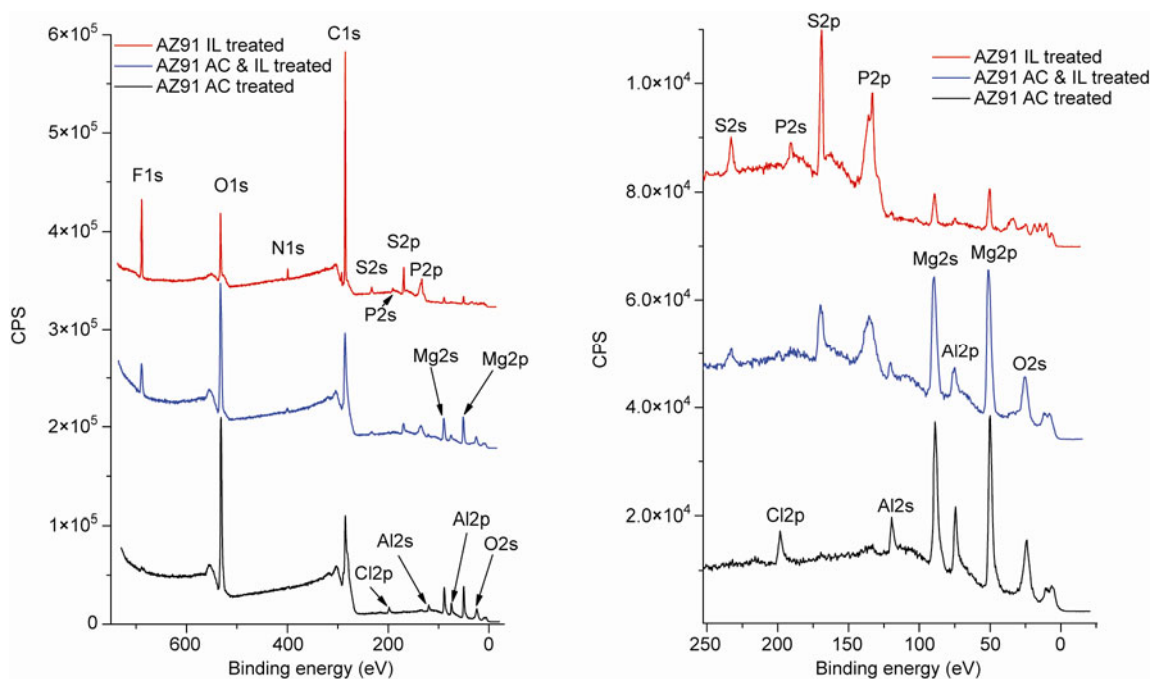 6×10⁵
5×10⁵
4×10⁵
3×10⁵
2×10⁵
1×10⁵
0
CPS
AZ91 IL treated
AZ91 AC & IL treated
AZ91 AC treated
C1s
F1s
O1s
N1s
S2s
S2p
P2p
P2s
Mg2s
Mg2p
Cl2p
Al2s
Al2p
O2s
600
400
200
0
Binding energy (eV)
1.0×10⁴
8.0×10⁴
6.0×10⁴
4.0×10⁴
2.0×10⁴
CPS
AZ91 IL treated
AZ91 AC & IL treated
AZ91 AC treated
S2p
P2p
S2s
P2s
Mg2s
Mg2p
Al2p
O2s
Cl2p
Al2s
250
200
150
100
50
0
Binding energy (eV)